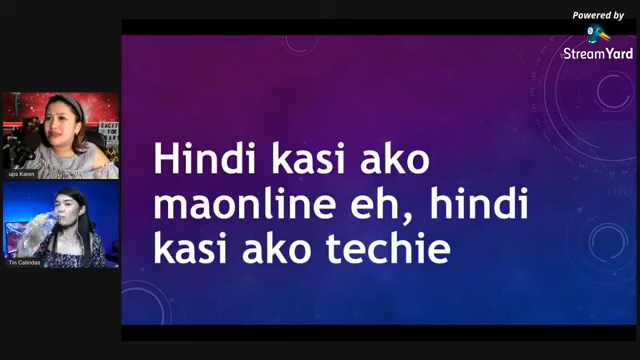 Powered by
StreamYard
ups Karen
Tin Calindas
Hindi kasi ako
maonline eh, hindi
kasi ako techie